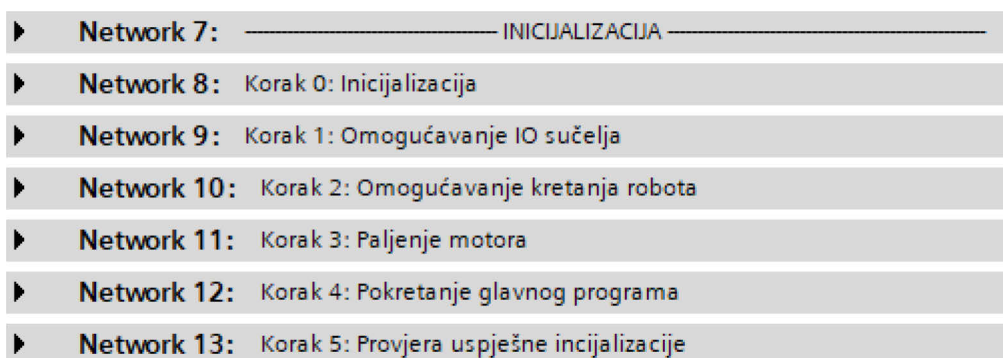 Network 7: ---------- INICIJALIZACIJA ----------
Network 8: Korak 0: Inicijalizacija
Network 9: Korak 1: Omogućavanje IO sučelja
Network 10: Korak 2: Omogućavanje kretanja robota
Network 11: Korak 3: Paljenje motora
Network 12: Korak 4: Pokretanje glavnog programa
Network 13: Korak 5: Provjera uspješne incijalizacije